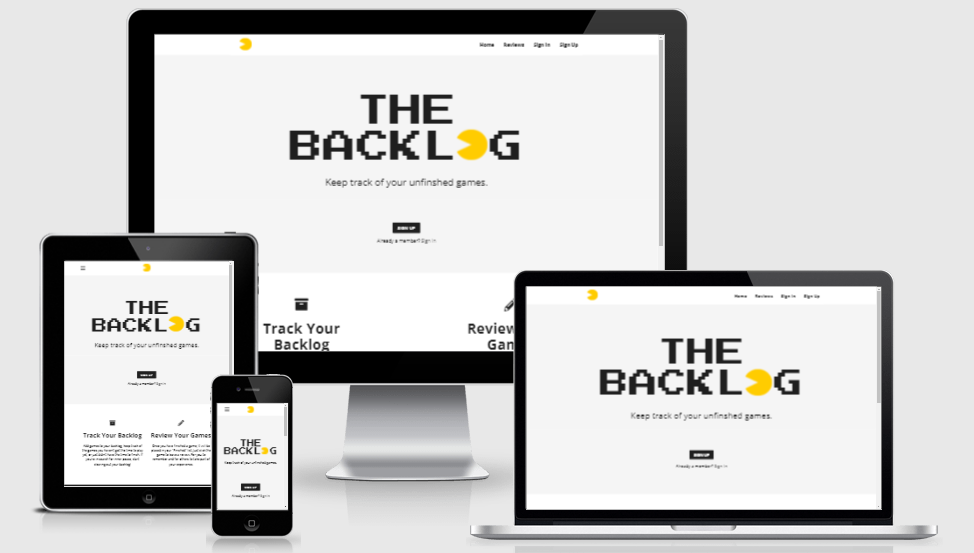 Home Reviews Sign In Sign Up
THE
BACKLOG
Keep track of your unfinshed games.
SIGN UP
Already a member? Sign In
Track Your
Backlog
Review
Gan
THE
BACKLOG
Keep track of your unfinshed games.
SIGN UP
Already a member? Sign In
Track Your Backlog
Review Your Games
THE
BACKLOG
Keep track of your unfinshed games.
SIGN UP
Already a member? Sign In
Home Reviews Sign In Sign Up
THE
BACKLOG
Keep track of your unfinshed games.
SIGN UP
Already a member? Sign In